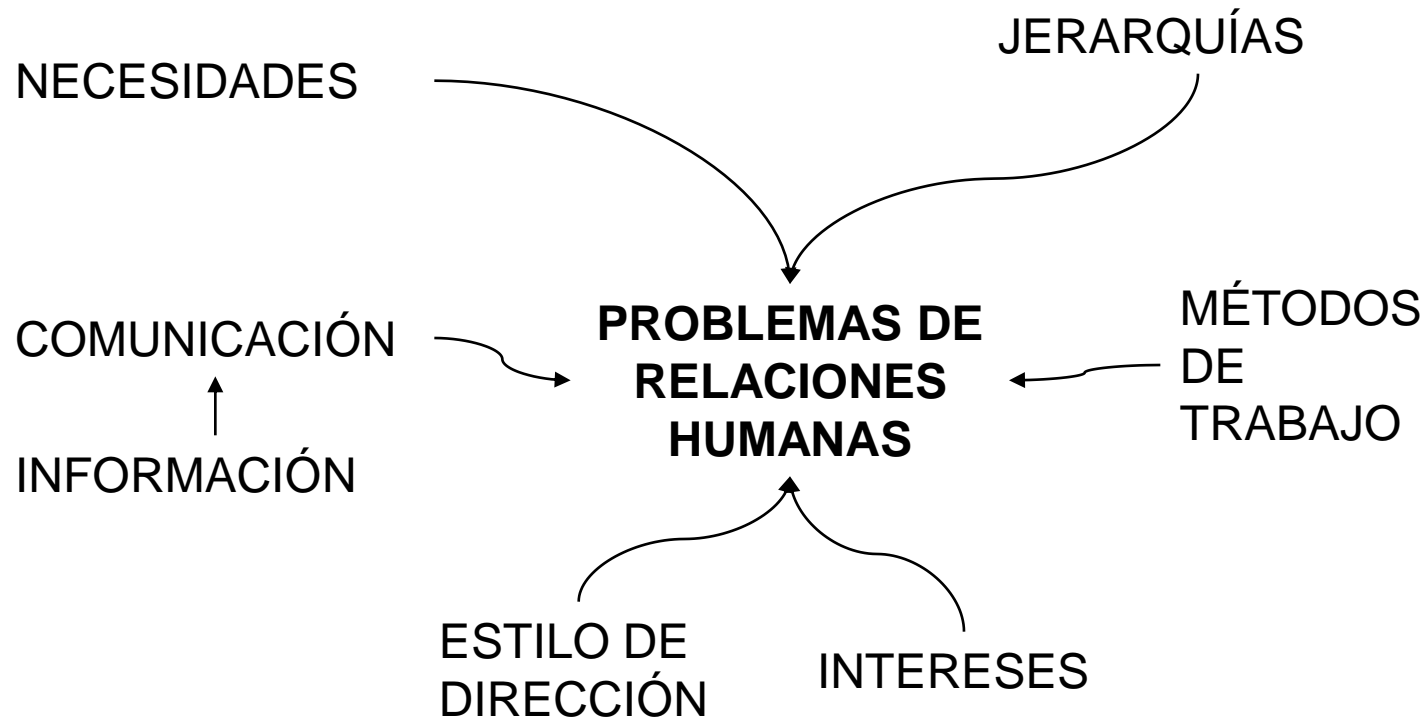 JERARQUÍAS
NECESIDADES
COMUNICACIÓN
INFORMACIÓN
PROBLEMAS DE
RELACIONES
HUMANAS
MÉTODOS
DE
TRABAJO
ESTILO DE
DIRECCIÓN
INTERESES